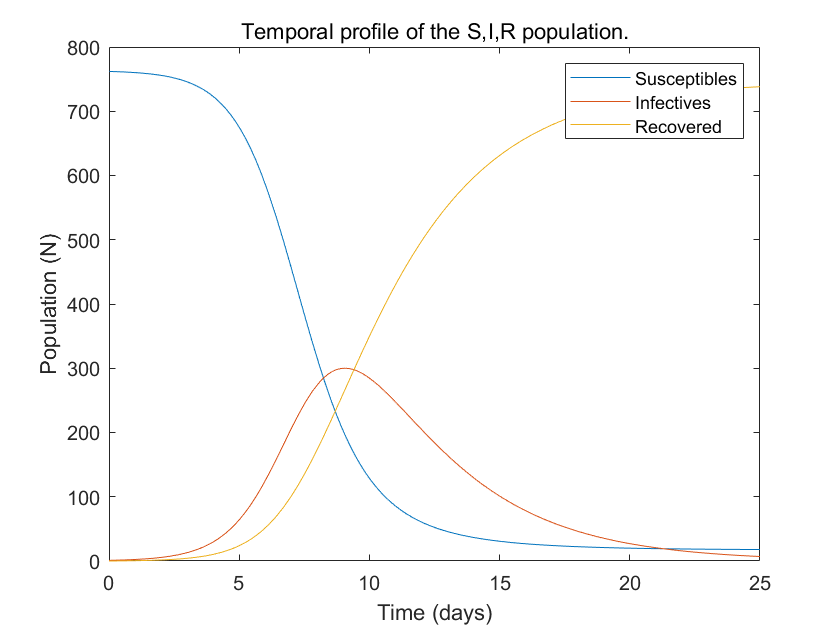 Temporal profile of the S,I,R population.
800
700
600
500
400
300
200
100
0
Population (N)
Susceptibles
Infectives
Recovered
0 5 10 15 20 25
Time (days)